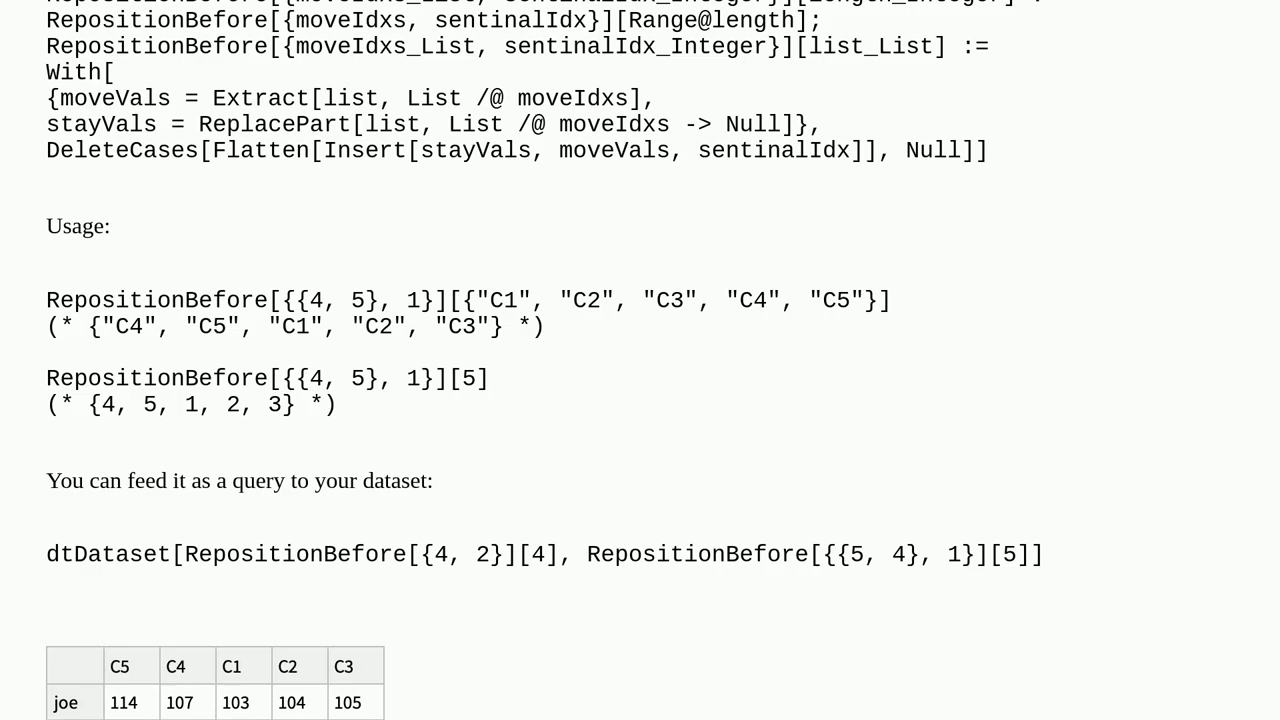 RepositionBefore[{moveIdxs_List, sentinalIdx_Integer}][length_Integer] :=
RepositionBefore[{moveIdxs, sentinalIdx}][Range@length];
RepositionBefore[{moveIdxs_List, sentinalIdx_Integer}][list_List] :=
With[
{moveVals = Extract[list, List /@ moveIdxs],
stayVals = ReplacePart[list, List /@ moveIdxs -> Null]},
DeleteCases[Flatten[Insert[stayVals, moveVals, sentinalIdx]], Null]]
Usage:
RepositionBefore[{{4, 5}, 1}][{"C1", "C2", "C3", "C4", "C5"}]
(* {"C4", "C5", "C1", "C2", "C3"} *)
RepositionBefore[{{4, 5}, 1}][5]
(* {4, 5, 1, 2, 3} *)
You can feed it as a query to your dataset:
dtDataset[RepositionBefore[{4, 2}][4], RepositionBefore[{{5, 4}, 1}][5]]
C5 C4 C1 C2 C3
joe 114 107 103 104 105